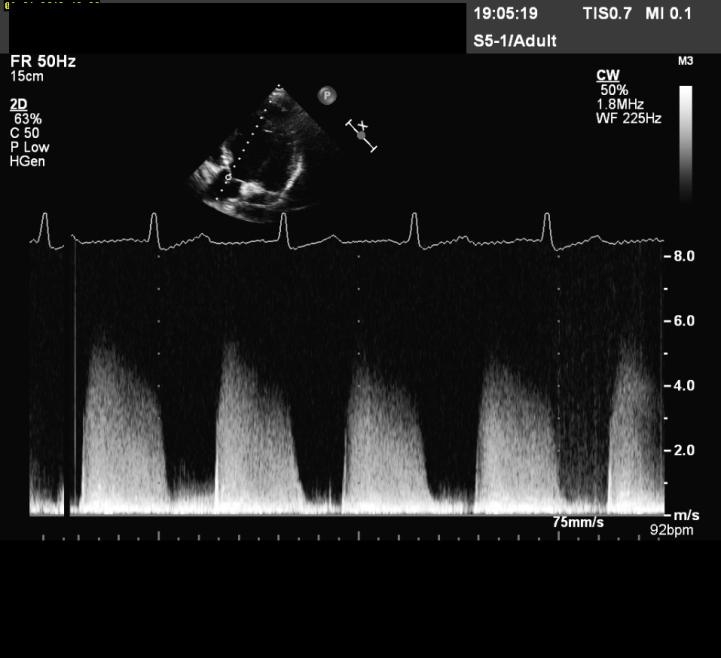 19:05:19 TIS0.7 MI 0.1
S5-1/Adult
FR 50Hz
15cm
2D
63%
C 50
P Low
HGen
P
M3
CW
50%
1.8MHz
WF 225Hz
8.0
6.0
4.0
2.0
m/s
75mm/s
92bpm